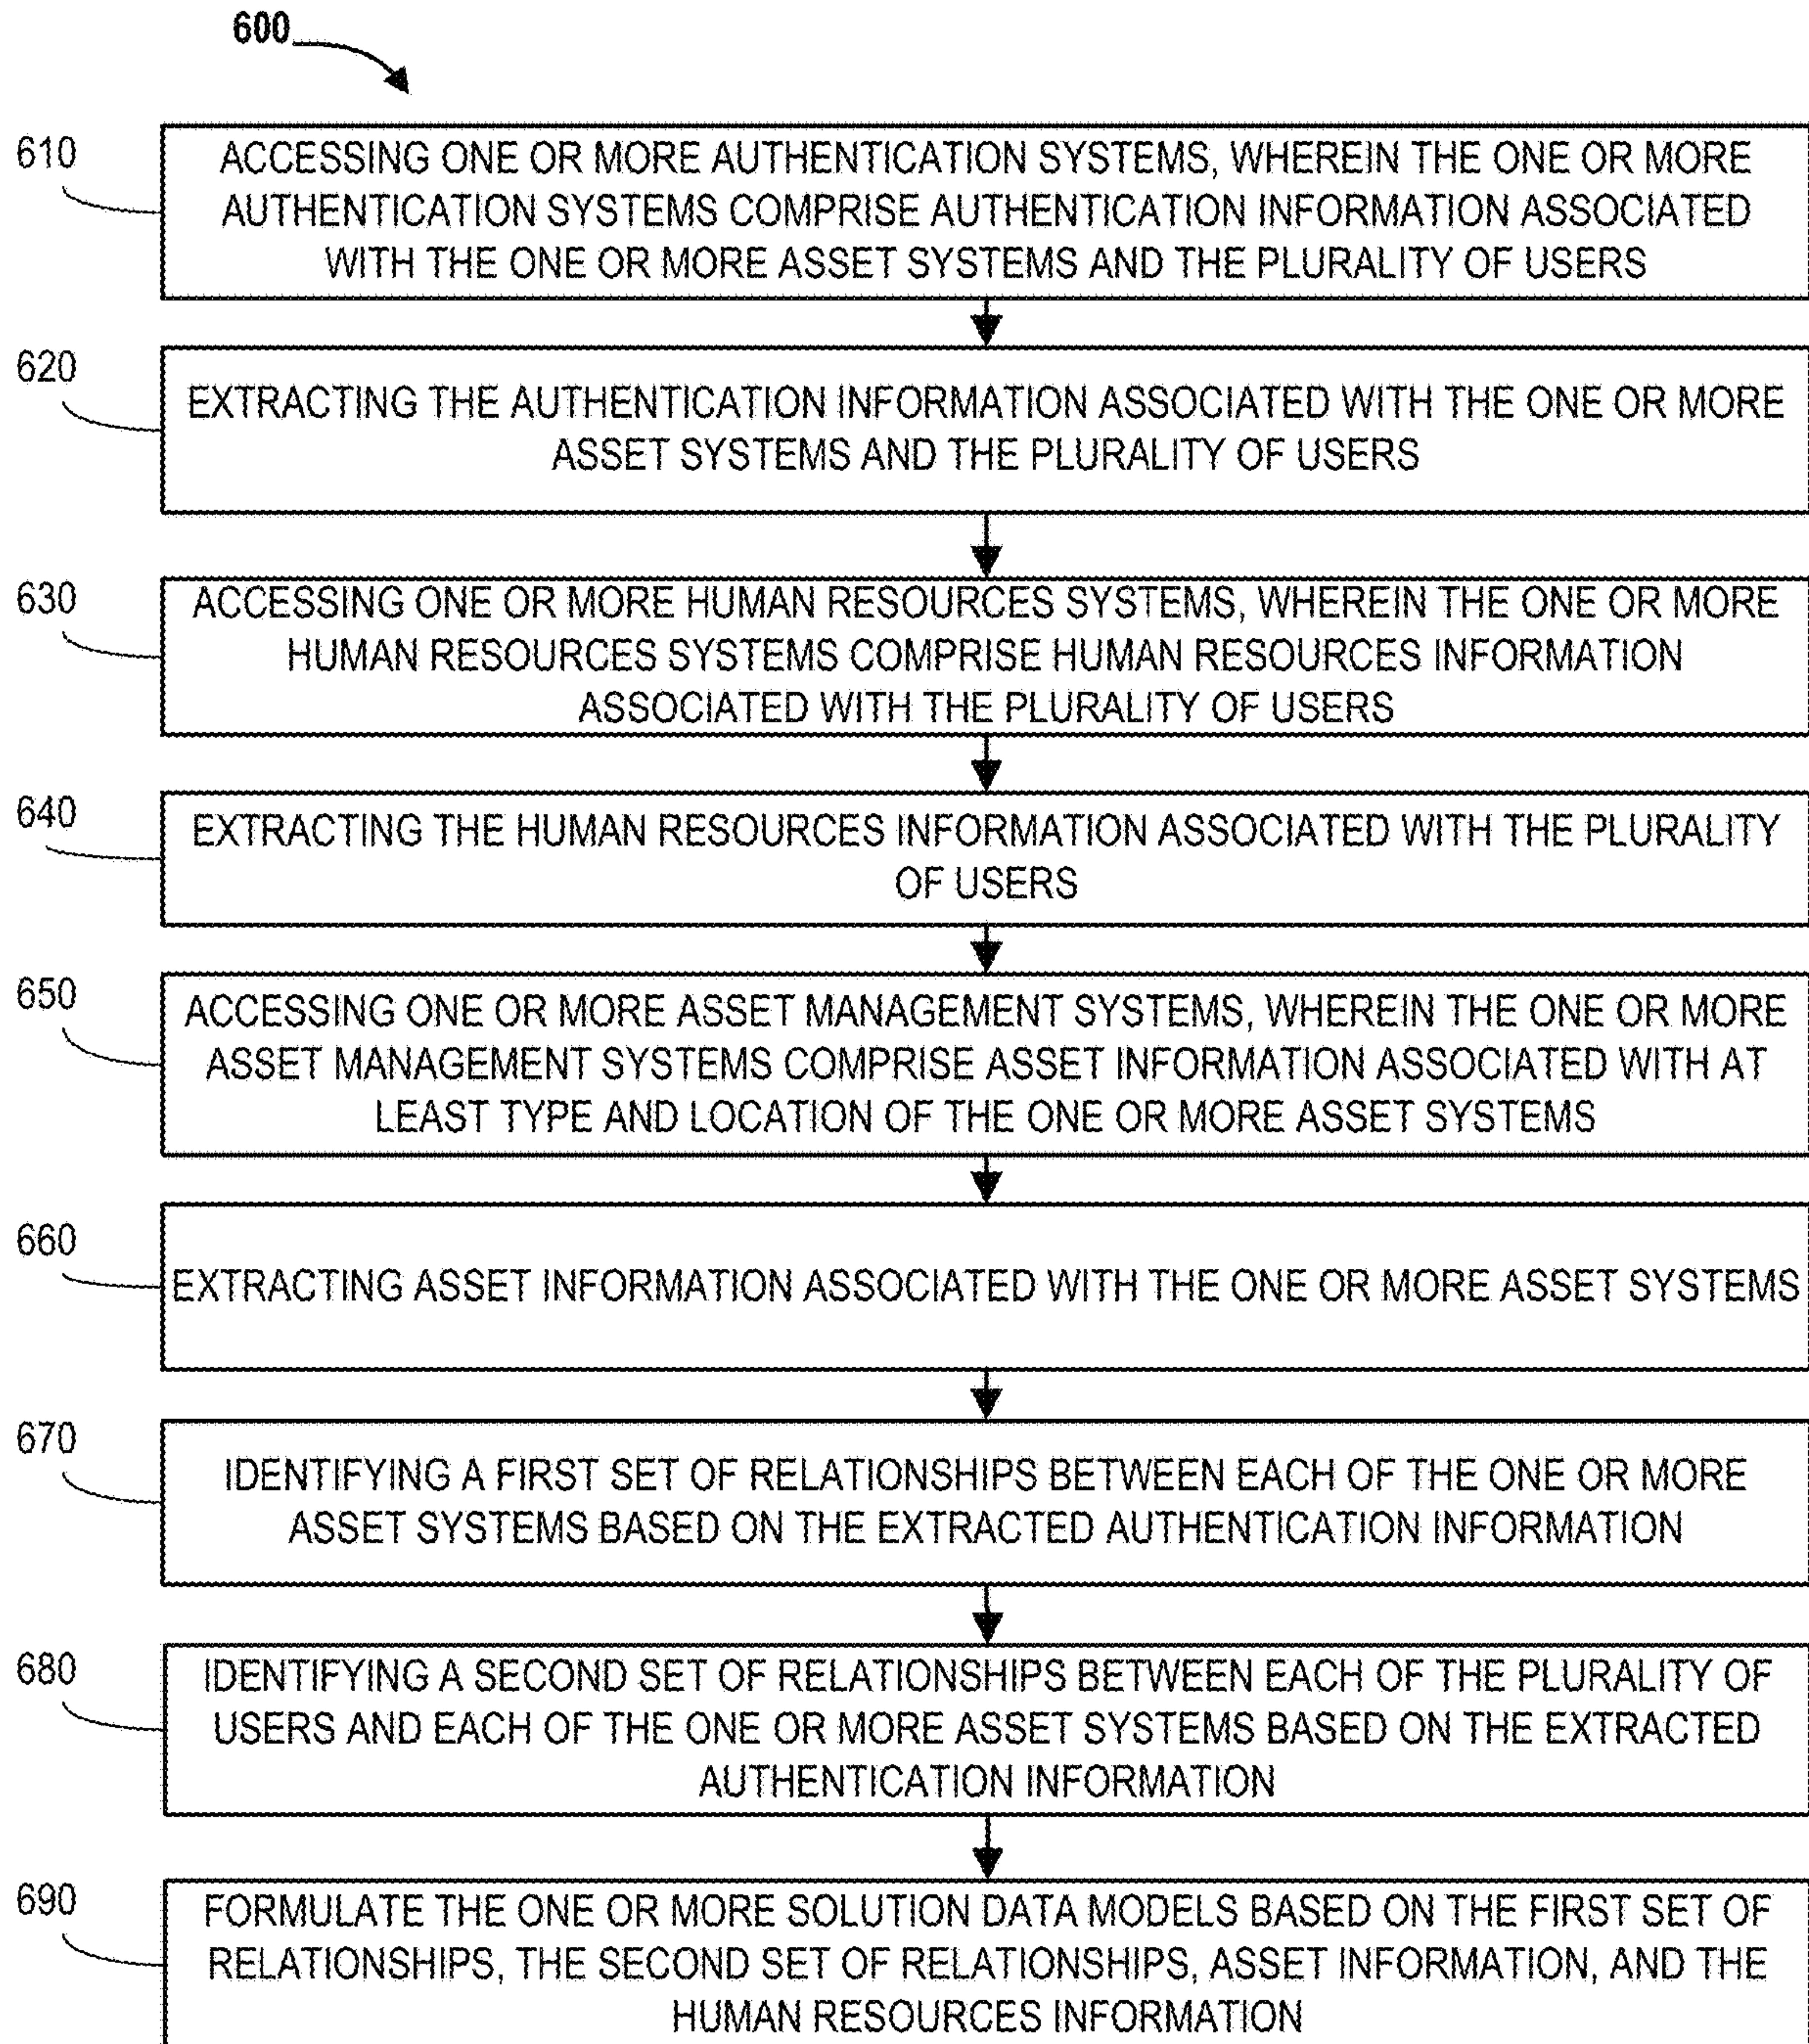 600
610
ACCESSING ONE OR MORE AUTHENTICATION SYSTEMS, WHEREIN THE ONE OR MORE
AUTHENTICATION SYSTEMS COMPRISE AUTHENTICATION INFORMATION ASSOCIATED
WITH THE ONE OR MORE ASSET SYSTEMS AND THE PLURALITY OF USERS
620
EXTRACTING THE AUTHENTICATION INFORMATION ASSOCIATED WITH THE ONE OR MORE
ASSET SYSTEMS AND THE PLURALITY OF USERS
630
ACCESSING ONE OR MORE HUMAN RESOURCES SYSTEMS, WHEREIN THE ONE OR MORE
HUMAN RESOURCES SYSTEMS COMPRISE HUMAN RESOURCES INFORMATION
ASSOCIATED WITH THE PLURALITY OF USERS
640
EXTRACTING THE HUMAN RESOURCES INFORMATION ASSOCIATED WITH THE PLURALITY
OF USERS
650
ACCESSING ONE OR MORE ASSET MANAGEMENT SYSTEMS, WHEREIN THE ONE OR MORE
ASSET MANAGEMENT SYSTEMS COMPRISE ASSET INFORMATION ASSOCIATED WITH AT
LEAST TYPE AND LOCATION OF THE ONE OR MORE ASSET SYSTEMS
660
EXTRACTING ASSET INFORMATION ASSOCIATED WITH THE ONE OR MORE ASSET SYSTEMS
670
IDENTIFYING A FIRST SET OF RELATIONSHIPS BETWEEN EACH OF THE ONE OR MORE
ASSET SYSTEMS BASED ON THE EXTRACTED AUTHENTICATION INFORMATION
680
IDENTIFYING A SECOND SET OF RELATIONSHIPS BETWEEN EACH OF THE PLURALITY OF
USERS AND EACH OF THE ONE OR MORE ASSET SYSTEMS BASED ON THE EXTRACTED
AUTHENTICATION INFORMATION
690
FORMULATE THE ONE OR MORE SOLUTION DATA MODELS BASED ON THE FIRST SET OF
RELATIONSHIPS, THE SECOND SET OF RELATIONSHIPS, ASSET INFORMATION, AND THE
HUMAN RESOURCES INFORMATION